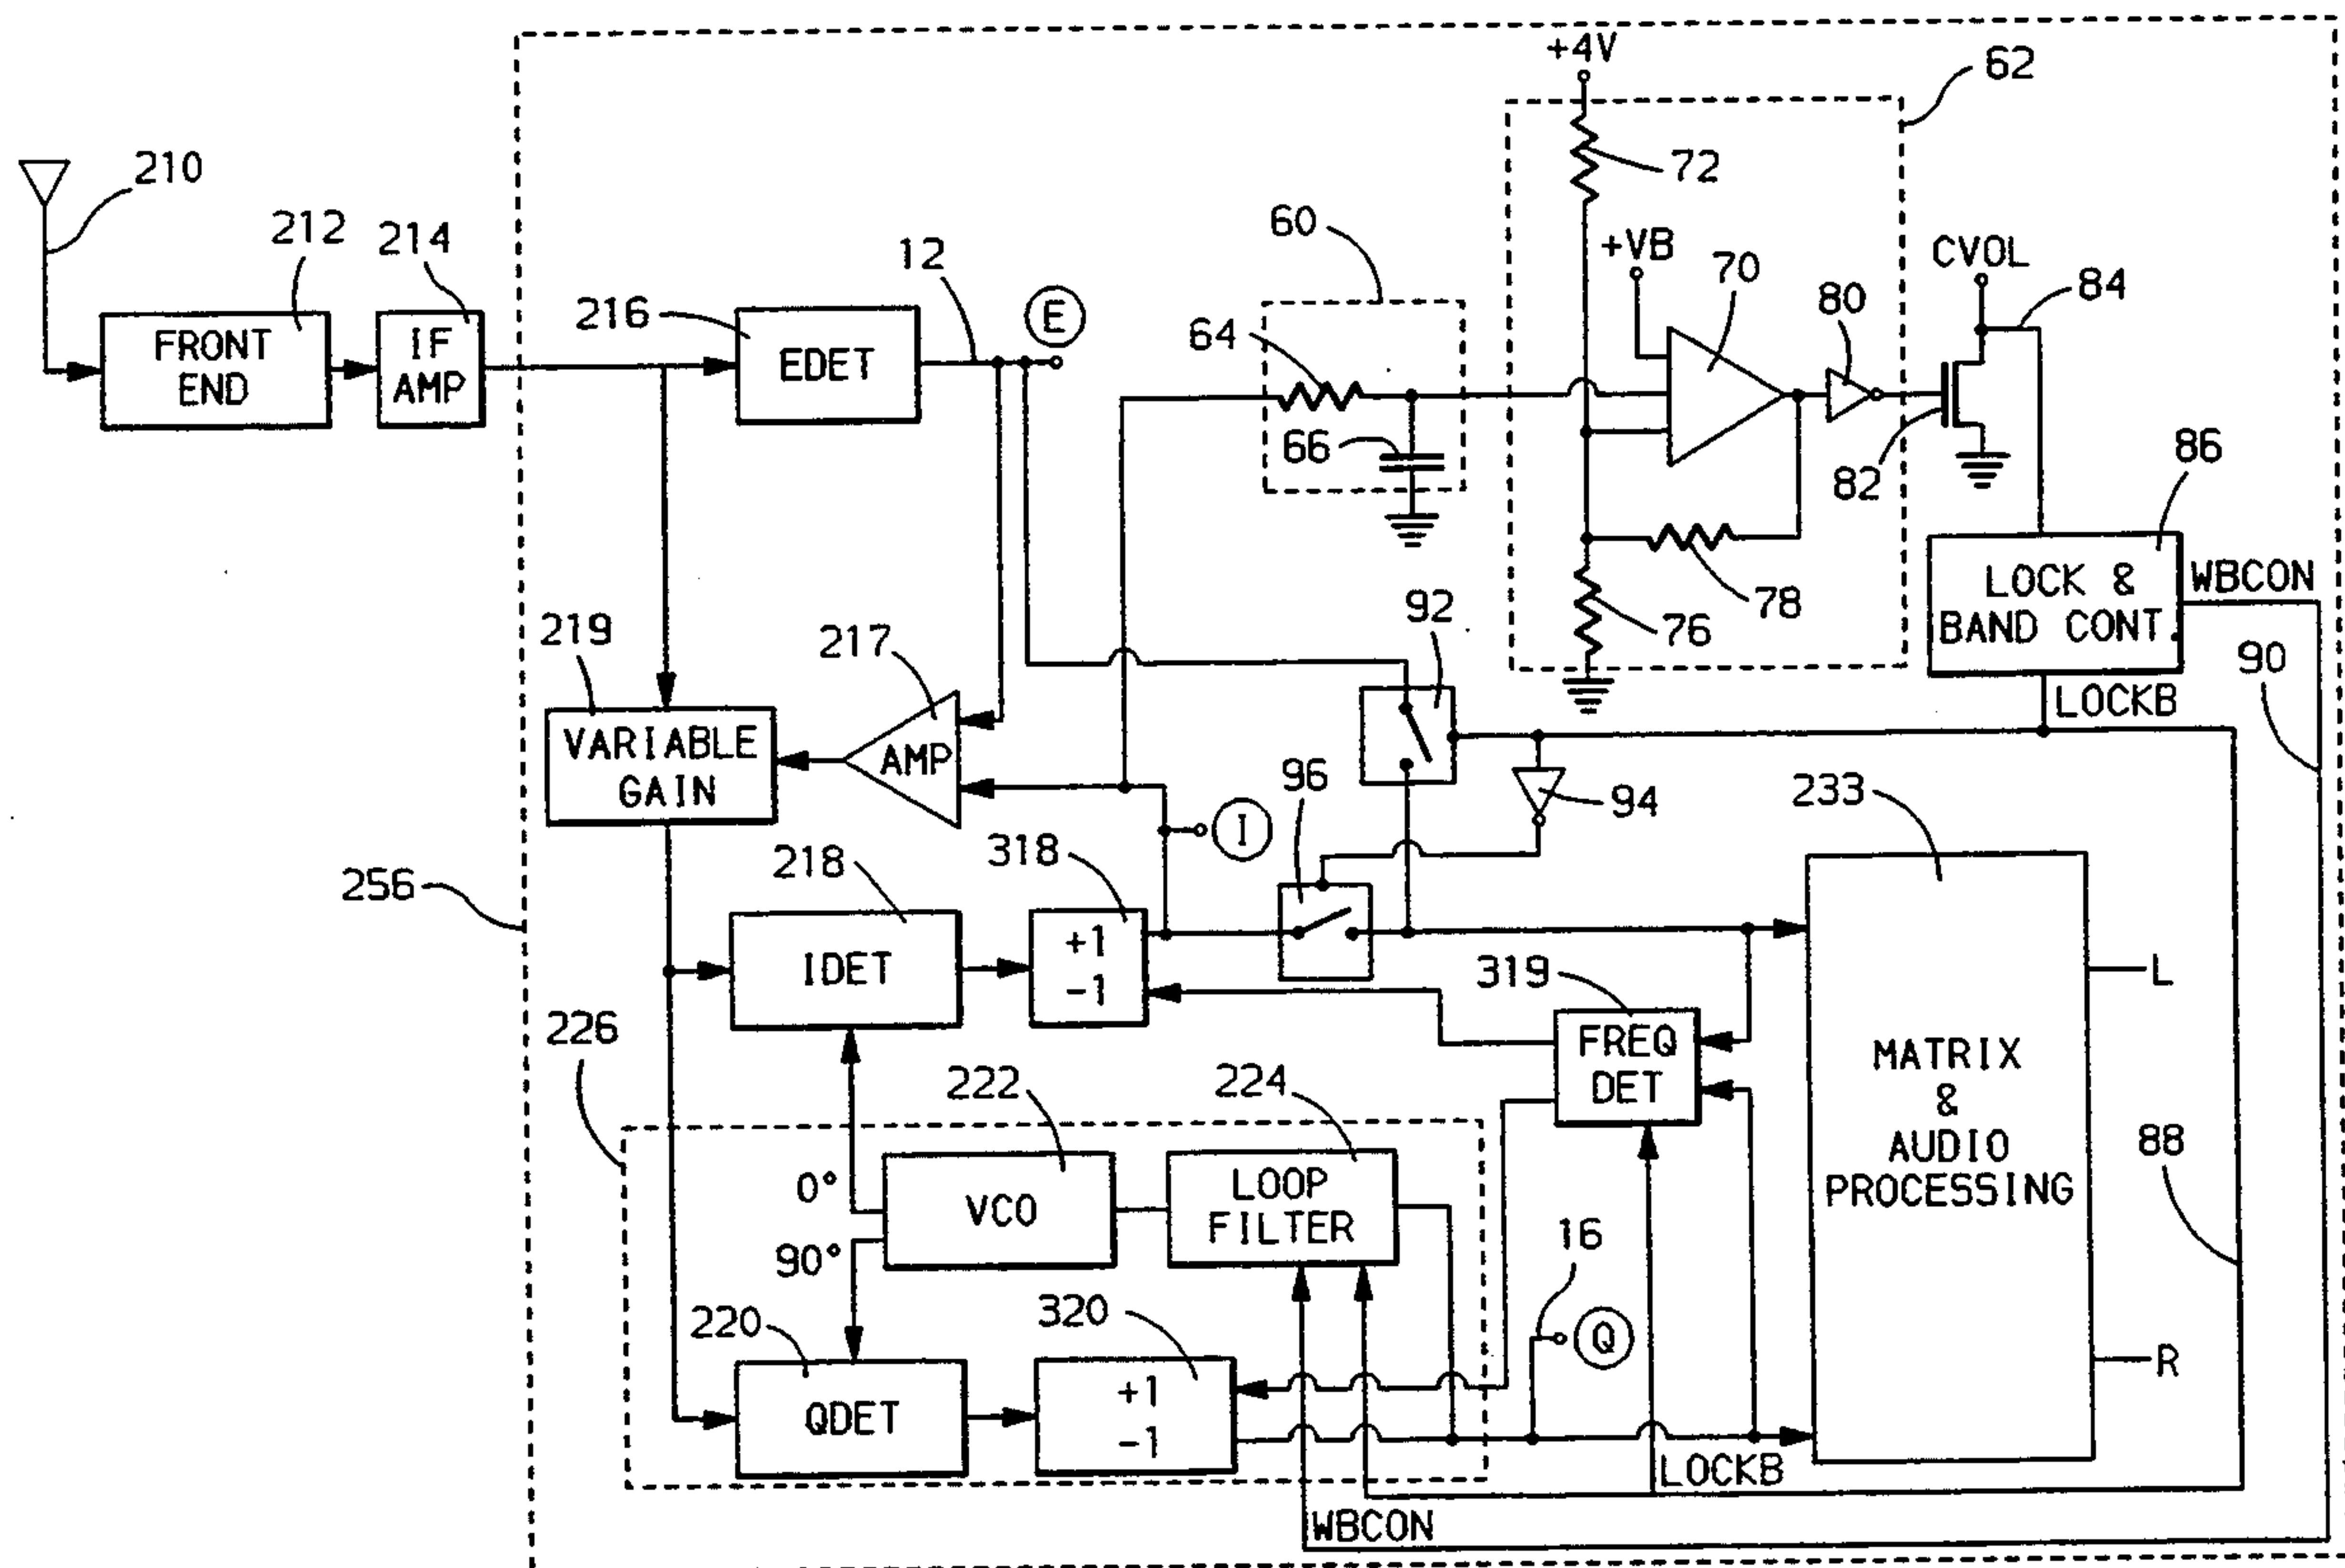 +4V
62
210
72
212
214
60
+VB
70
CVOL
12
E
80
84
216
64
FRONT
END
IF
AMP
EDET
66
82
86
LOCK &
BAND CONT.
WBCON
78
92
76
219
217
90
LOCKB
VARIABLE
GAIN
AMP
96
94
233
I
218
318
256
IDET
+1
-1
319
L
226
FREQ
DET
MATRIX
&
AUDIO
PROCESSING
222
224
88
0°
VCO
LOOP
FILTER
90°
16
220
320
Q
QDET
+1
-1
R
LOCKB
WBCON